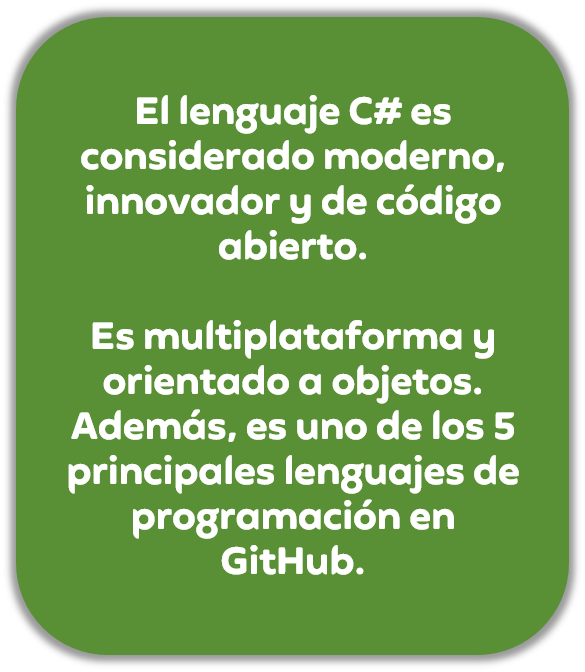 El lenguaje C# es
considerado moderno,
innovador y de código
abierto.
Es multiplataforma y
orientado a objetos.
Además, es uno de los 5
principales lenguajes de
programación en
GitHub.